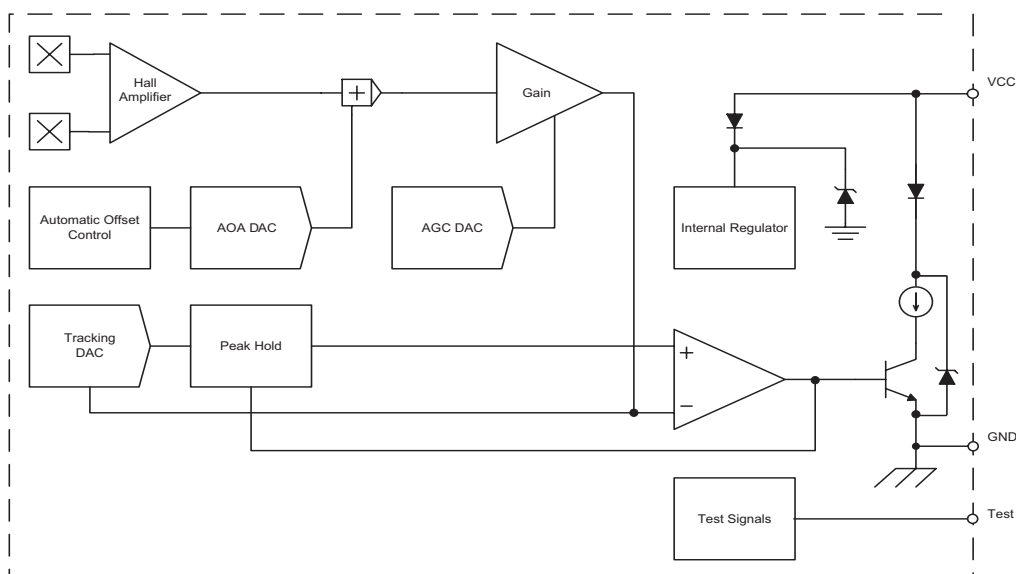 VCC
Hall
Amplifier
+
Gain
Automatic Offset
Control
AOA DAC
AGC DAC
Internal Regulator
Tracking
DAC
Peak Hold
+
−
GND
Test Signals
Test